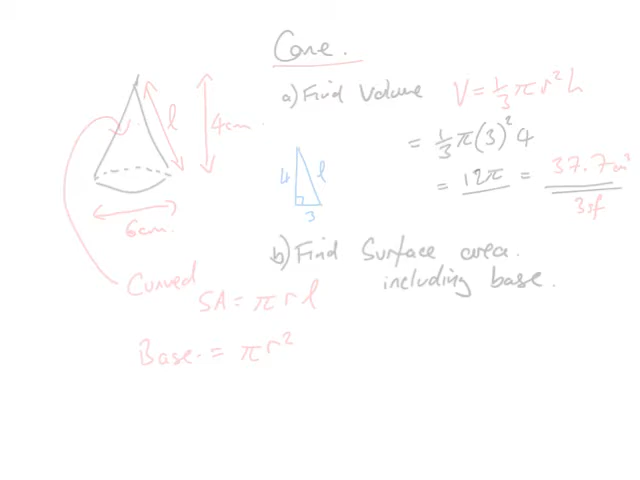 Cone.
a) Find Volume V = 1/3 π r² h
l
4cm.
= 1/3 π (3)² 4
= 12π = 37.7cm²
3sf
4 l
3
6cm.
b) Find Surface area
including base.
Curved
SA = π r l
Base. = π r²